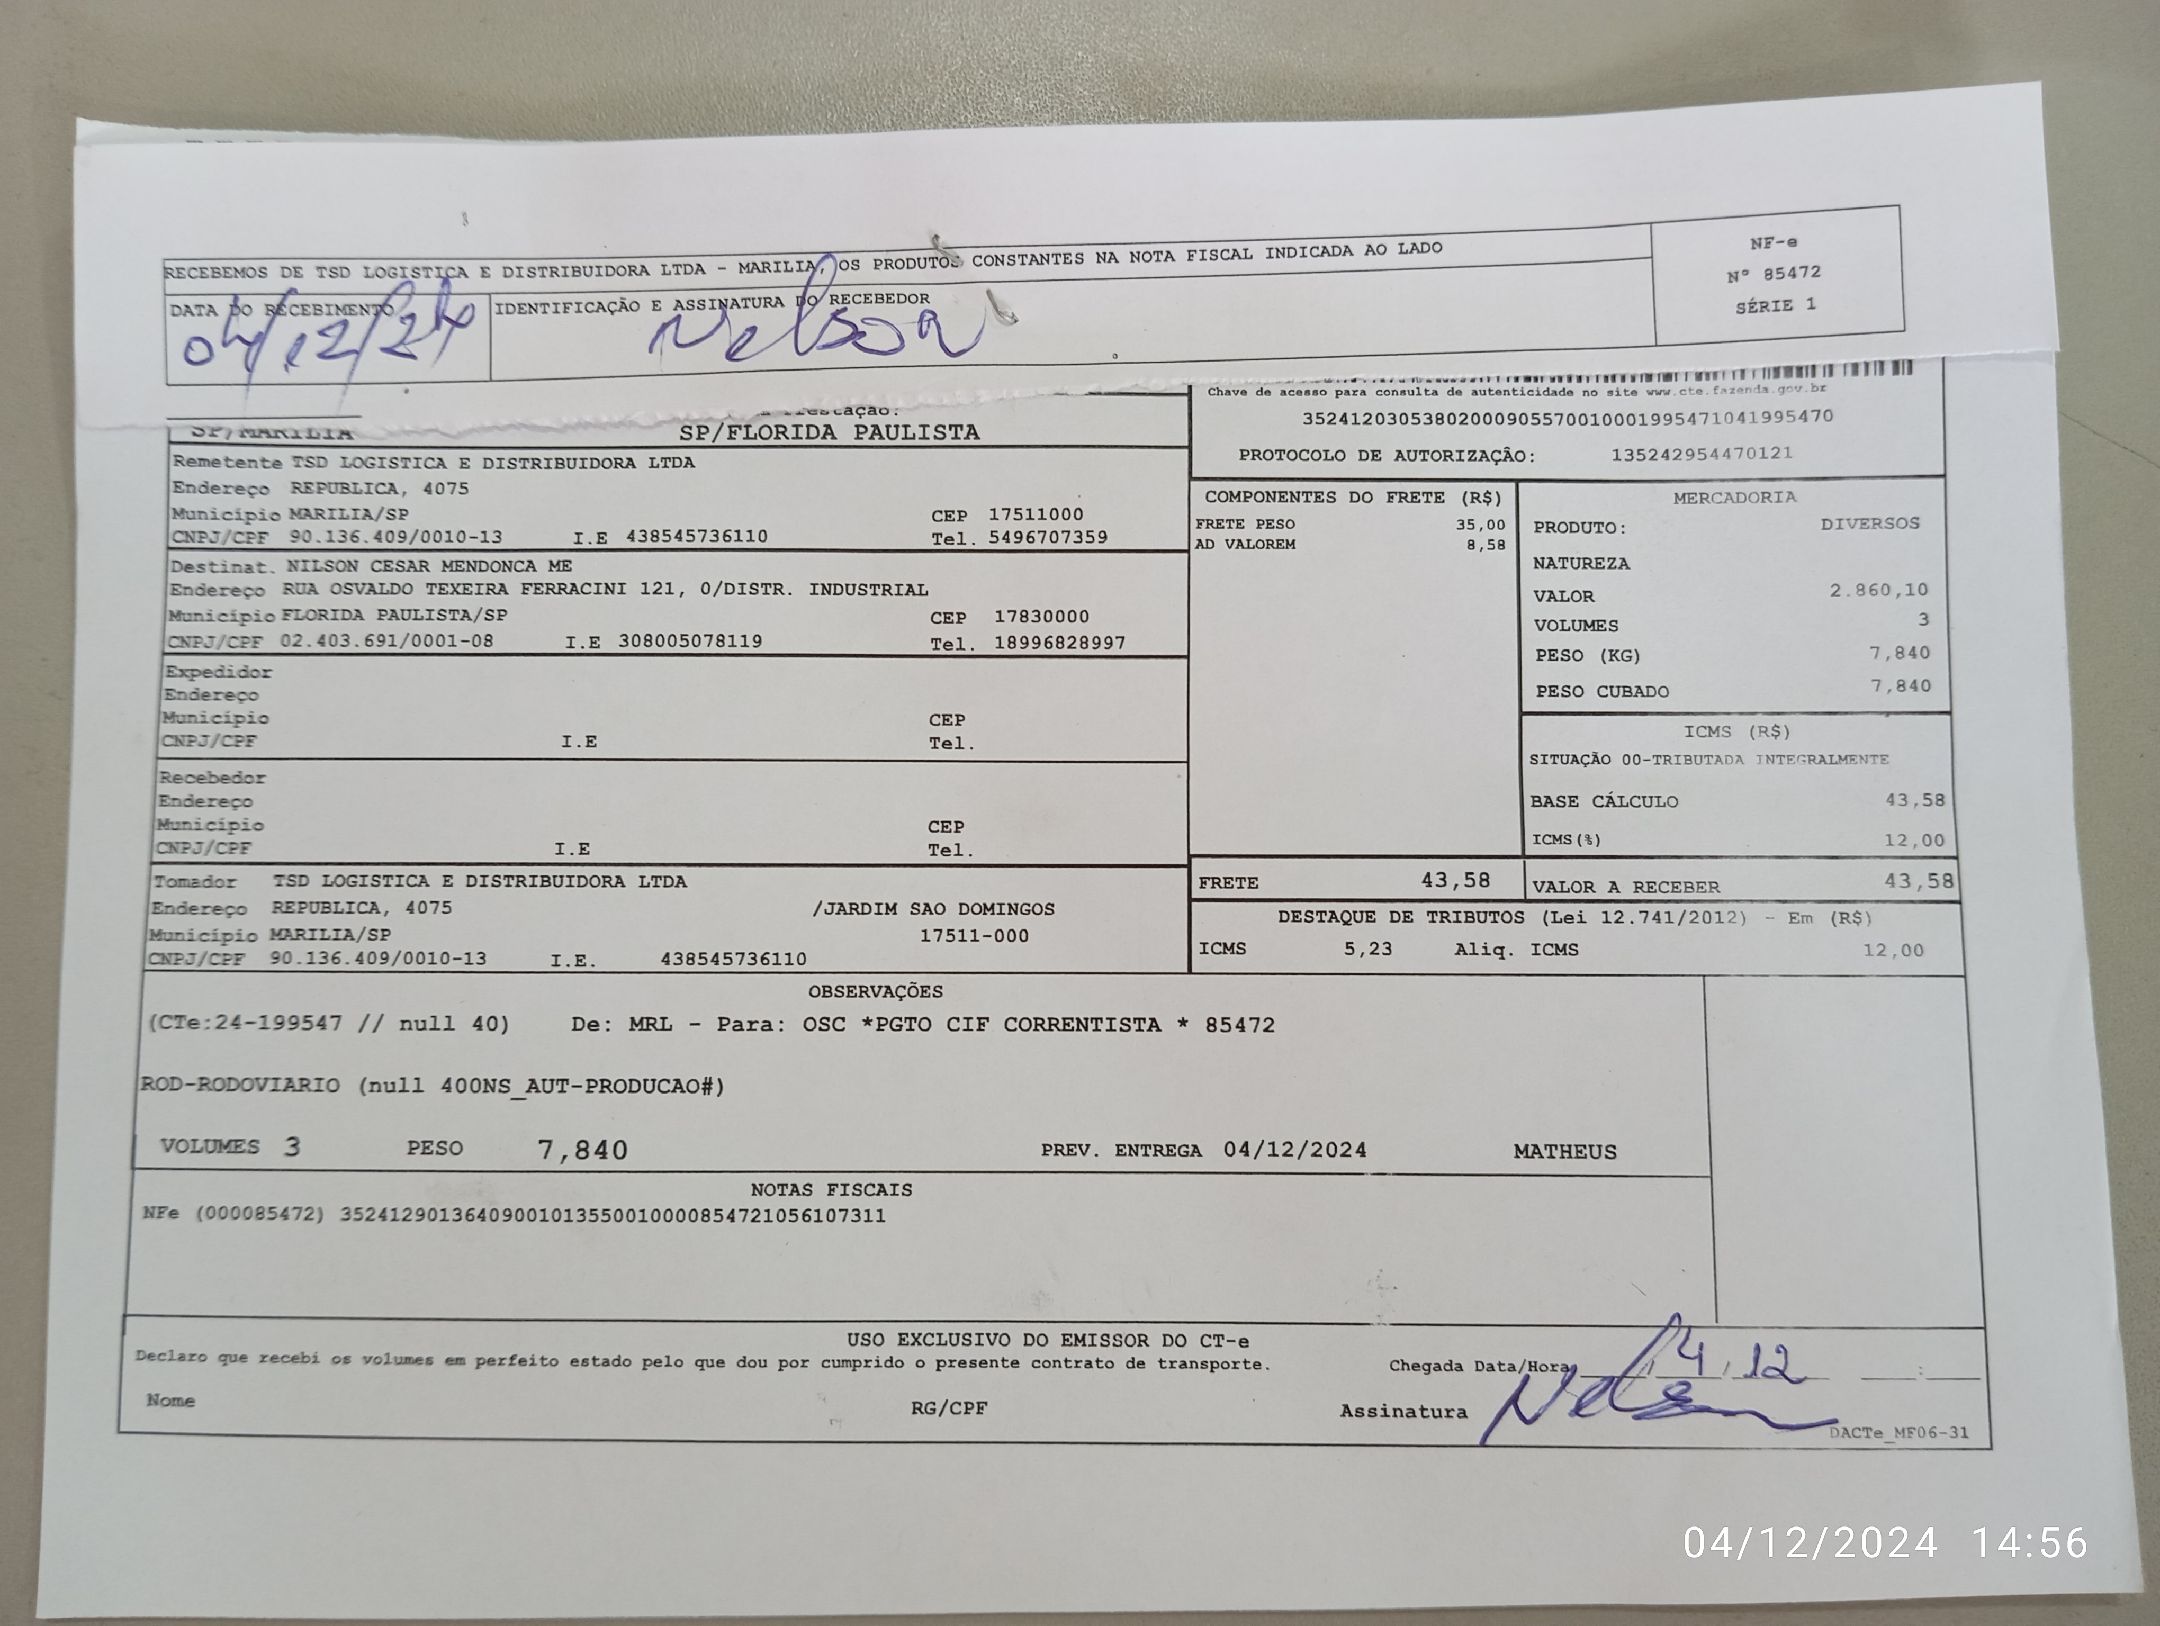 RECEBEMOS DE TSD LOGISTICA E DISTRIBUIDORA LTDA - MARILIA, OS PRODUTOS CONSTANTES NA NOTA FISCAL INDICADA AO LADO
NF-e
Nº 85472
SÉRIE 1
DATA DO RECEBIMENTO
04/12/24
IDENTIFICAÇÃO E ASSINATURA DO RECEBEDOR
Nelson
SP/MARILIA
SP/FLORIDA PAULISTA
Chave de acesso para consulta de autenticidade no site www.cte.fazenda.gov.br
35241203053802000905570010001995471041995470
PROTOCOLO DE AUTORIZAÇÃO: 135242954470121
Remetente TSD LOGISTICA E DISTRIBUIDORA LTDA
Endereço REPUBLICA, 4075
Município MARILIA/SP CEP 17511000
CNPJ/CPF 90.136.409/0010-13 I.E 438545736110 Tel. 5496707359
Destinat. NILSON CESAR MENDONCA ME
Endereço RUA OSVALDO TEXEIRA FERRACINI 121, 0/DISTR. INDUSTRIAL
Município FLORIDA PAULISTA/SP CEP 17830000
CNPJ/CPF 02.403.691/0001-08 I.E 308005078119 Tel. 18996828997
Expedidor
Endereço
Município CEP
CNPJ/CPF I.E Tel.
Recebedor
Endereço
Município CEP
CNPJ/CPF I.E Tel.
Tomador TSD LOGISTICA E DISTRIBUIDORA LTDA
Endereço REPUBLICA, 4075 /JARDIM SAO DOMINGOS
Município MARILIA/SP 17511-000
CNPJ/CPF 90.136.409/0010-13 I.E. 438545736110
COMPONENTES DO FRETE (R$)
FRETE PESO 35,00
AD VALOREM 8,58
MERCADORIA
PRODUTO: DIVERSOS
NATUREZA
VALOR 2.860,10
VOLUMES 3
PESO (KG) 7,840
PESO CUBADO 7,840
ICMS (R$)
SITUAÇÃO 00-TRIBUTADA INTEGRALMENTE
BASE CÁLCULO 43,58
ICMS(%) 12,00
FRETE 43,58
VALOR A RECEBER 43,58
DESTAQUE DE TRIBUTOS (Lei 12.741/2012) - Em (R$)
ICMS 5,23 Aliq. ICMS 12,00
OBSERVAÇÕES
(CTe:24-199547 // null 40) De: MRL - Para: OSC *PGTO CIF CORRENTISTA * 85472
ROD-RODOVIARIO (null 400NS_AUT-PRODUCAO#)
VOLUMES 3 PESO 7,840 PREV. ENTREGA 04/12/2024 MATHEUS
NOTAS FISCAIS
NFe (000085472) 35241290136409001013550010000854721056107311
USO EXCLUSIVO DO EMISSOR DO CT-e
Declaro que recebi os volumes em perfeito estado pelo que dou por cumprido o presente contrato de transporte.
Chegada Data/Hora / 4 / 12 :
Nome RG/CPF Assinatura Nelson
DACTe_MF06-31
04/12/2024 14:56